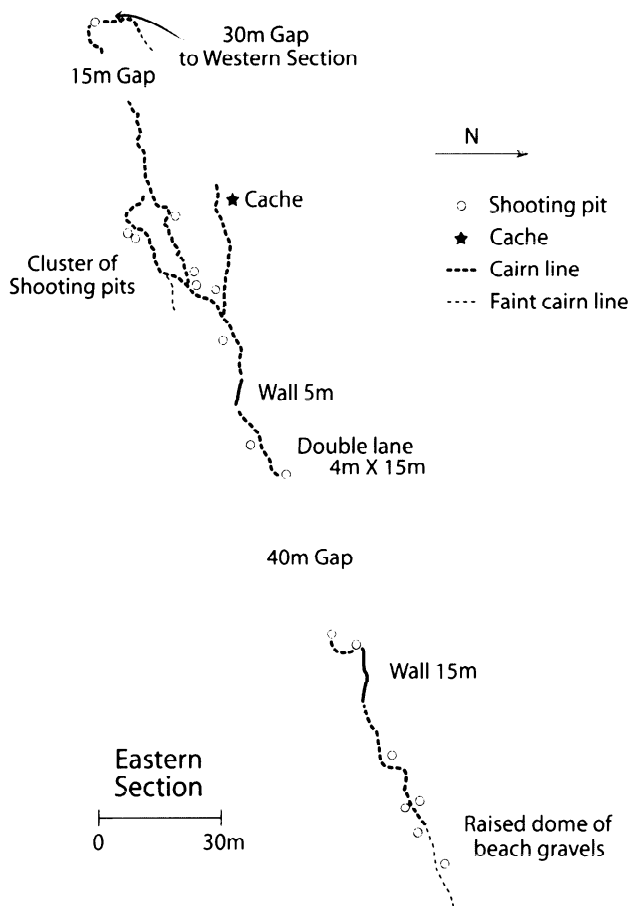 30m Gap
to Western Section
15m Gap
N
Cache
Shooting pit
Cache
Cairn line
Faint cairn line
Cluster of
Shooting pits
Wall 5m
Double lane
4m X 15m
40m Gap
Wall 15m
Eastern
Section
0 30m
Raised dome of
beach gravels